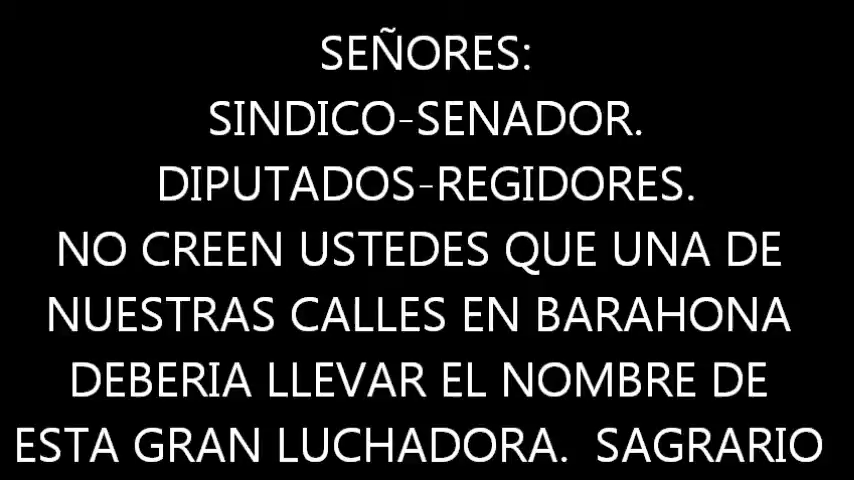 SEÑORES:
SINDICO-SENADOR.
DIPUTADOS-REGIDORES.
NO CREEN USTEDES QUE UNA DE
NUESTRAS CALLES EN BARAHONA
DEBERIA LLEVAR EL NOMBRE DE
ESTA GRAN LUCHADORA.  SAGRARIO